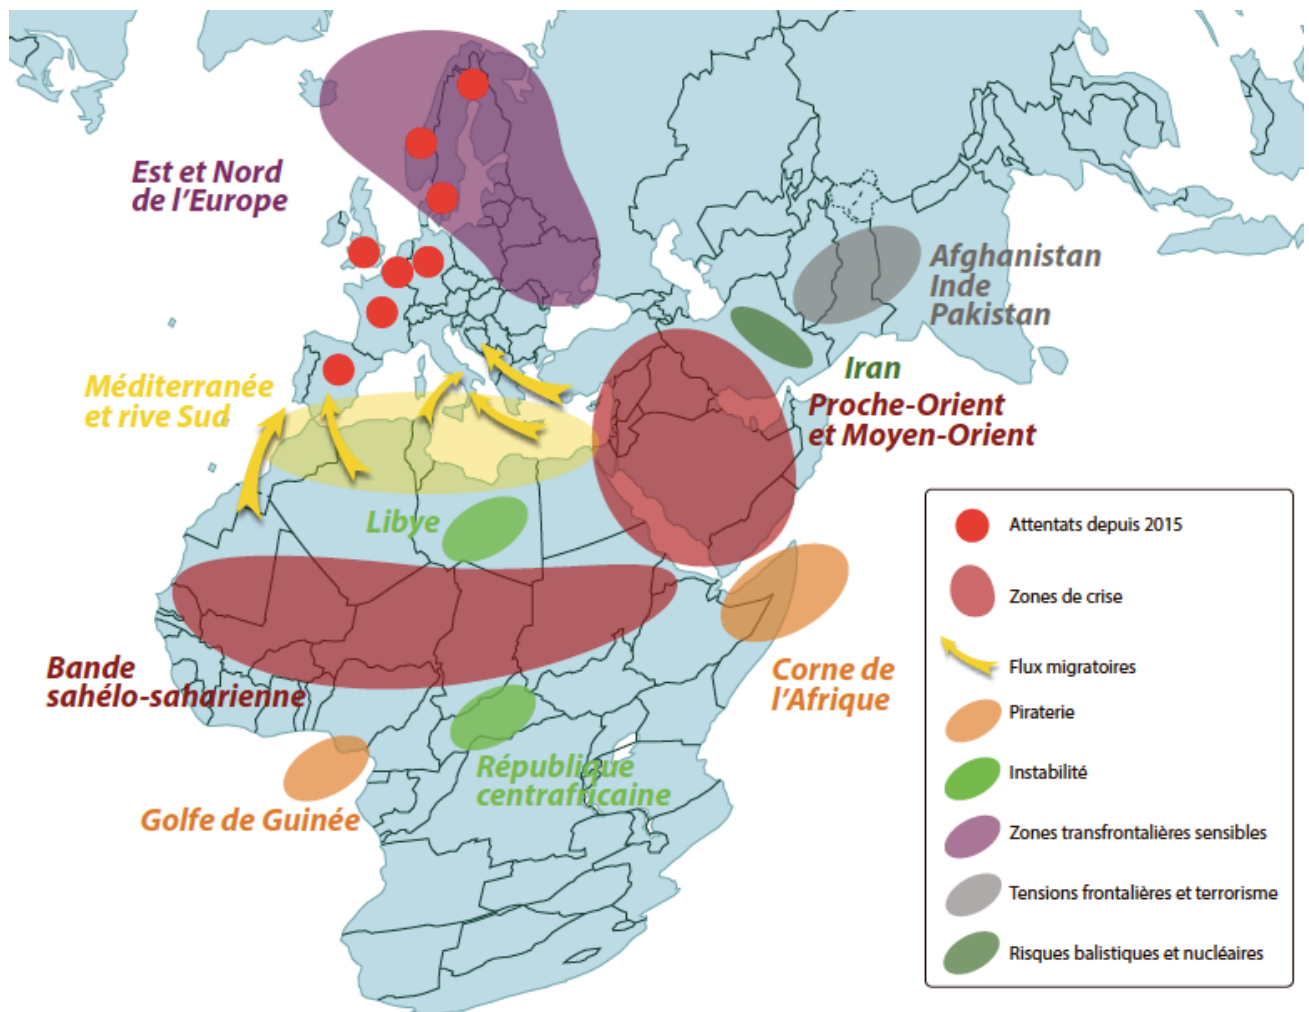 Est et Nord
de l'Europe
Afghanistan
Inde
Pakistan
Iran
Méditerranée
et rive Sud
Proche-Orient
et Moyen-Orient
Libye
Bande
sahélo-saharienne
Corne de
l'Afrique
République
centrafricaine
Golfe de Guinée
Attentats depuis 2015
Zones de crise
Flux migratoires
Piraterie
Instabilité
Zones transfrontalières sensibles
Tensions frontalières et terrorisme
Risques balistiques et nucléaires